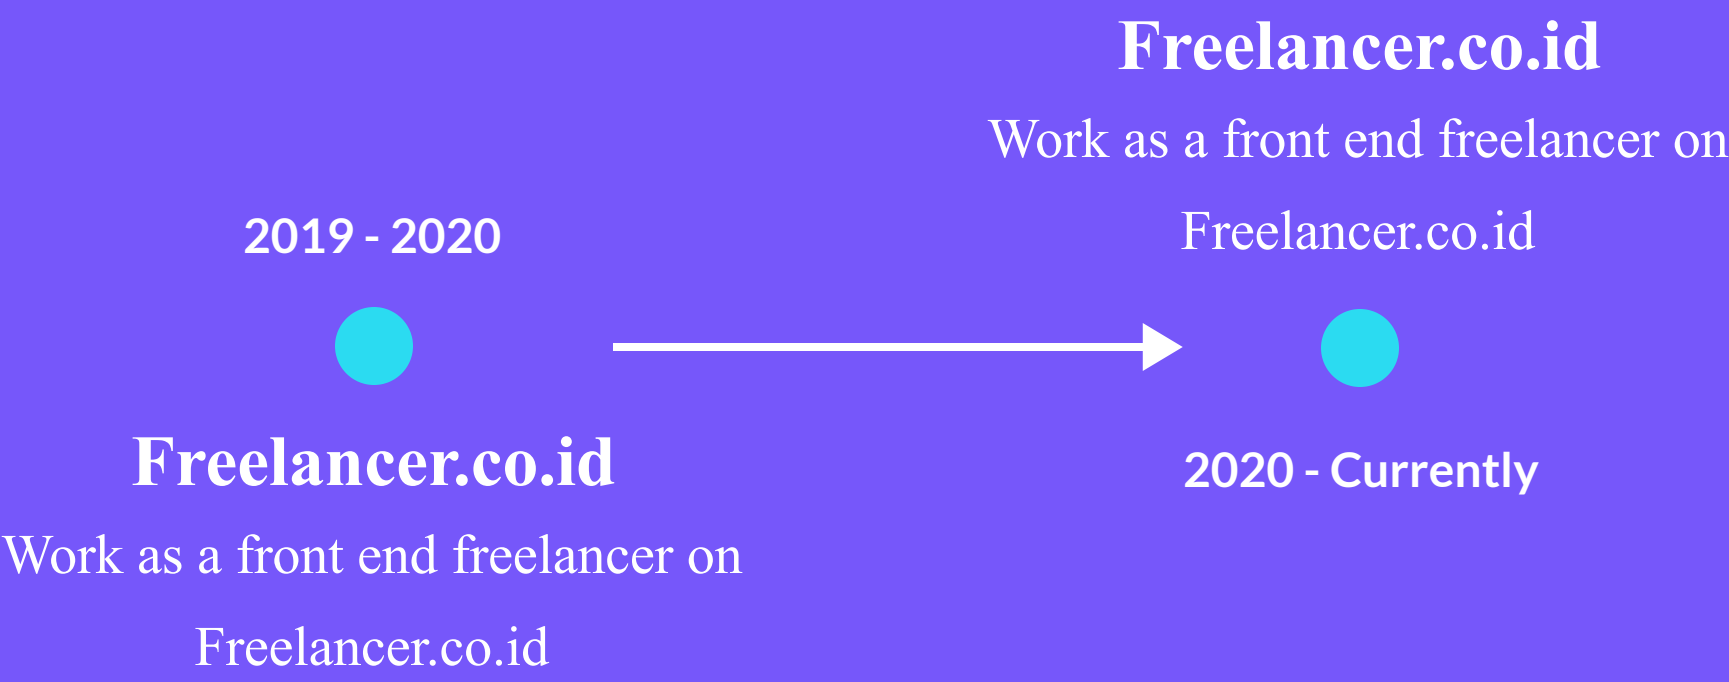 2019 - 2020
Freelancer.co.id
Work as a front end freelancer on
Freelancer.co.id
Freelancer.co.id
Work as a front end freelancer on
Freelancer.co.id
2020 - Currently